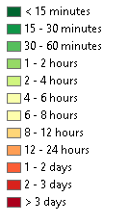 < 15 minutes
15 - 30 minutes
30 - 60 minutes
1 - 2 hours
2 - 4 hours
4 - 6 hours
6 - 8 hours
8 - 12 hours
12 - 24 hours
1 - 2 days
2 - 3 days
> 3 days